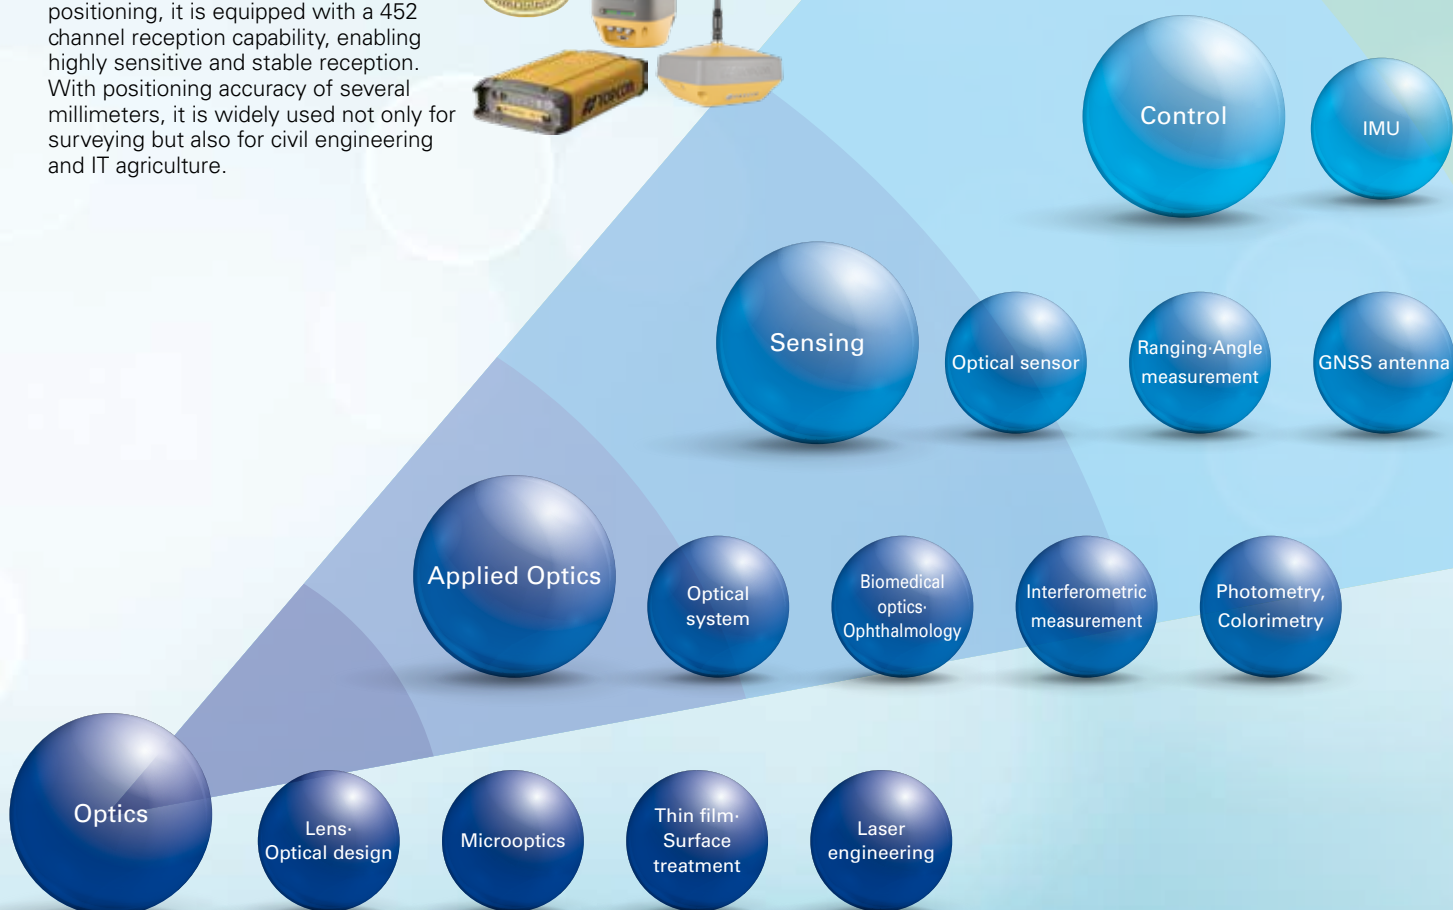 positioning, it is equipped with a 452
channel reception capability, enabling
highly sensitive and stable reception.
With positioning accuracy of several
millimeters, it is widely used not only for
surveying but also for civil engineering
and IT agriculture.
TOPCON
Control
IMU
Sensing
Optical sensor
Ranging·Angle
measurement
GNSS antenna
Applied Optics
Optical
system
Biomedical
optics·
Ophthalmology
Interferometric
measurement
Photometry,
Colorimetry
Optics
Lens·
Optical design
Microoptics
Thin film·
Surface
treatment
Laser
engineering